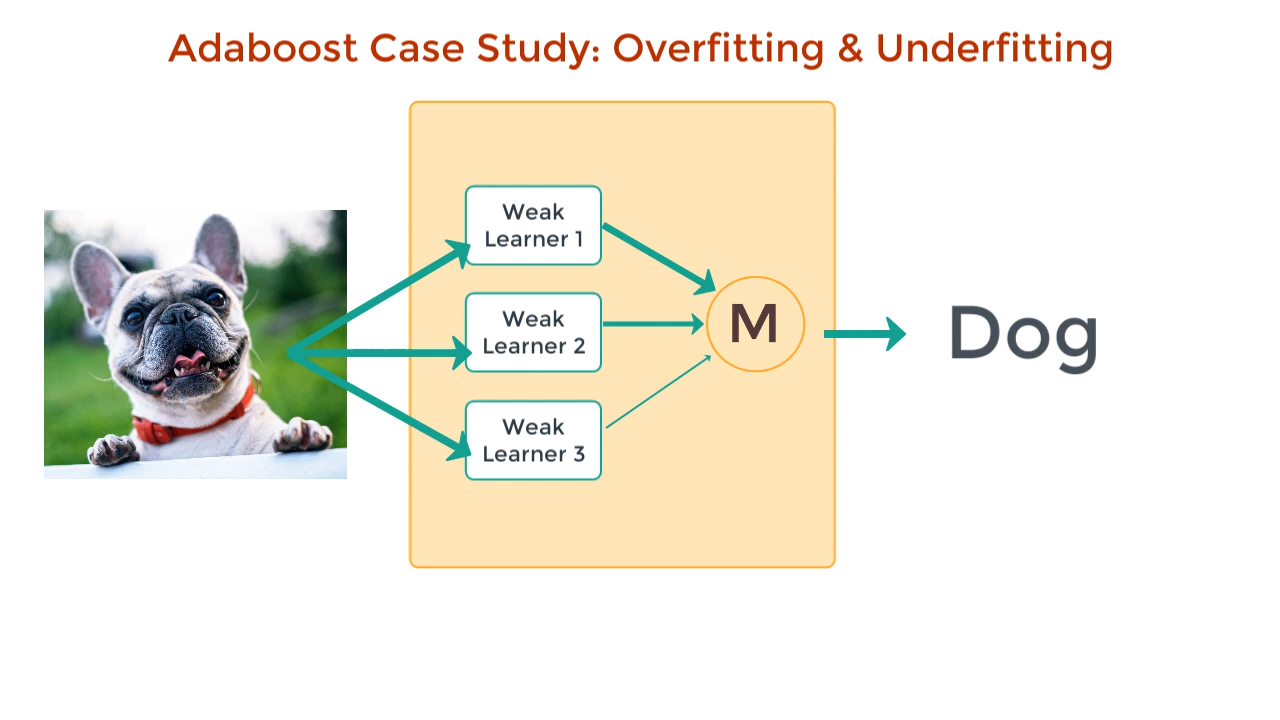 Adaboost Case Study: Overfitting & Underfitting
Weak
Learner 1
Weak
Learner 2
Weak
Learner 3
M
Dog